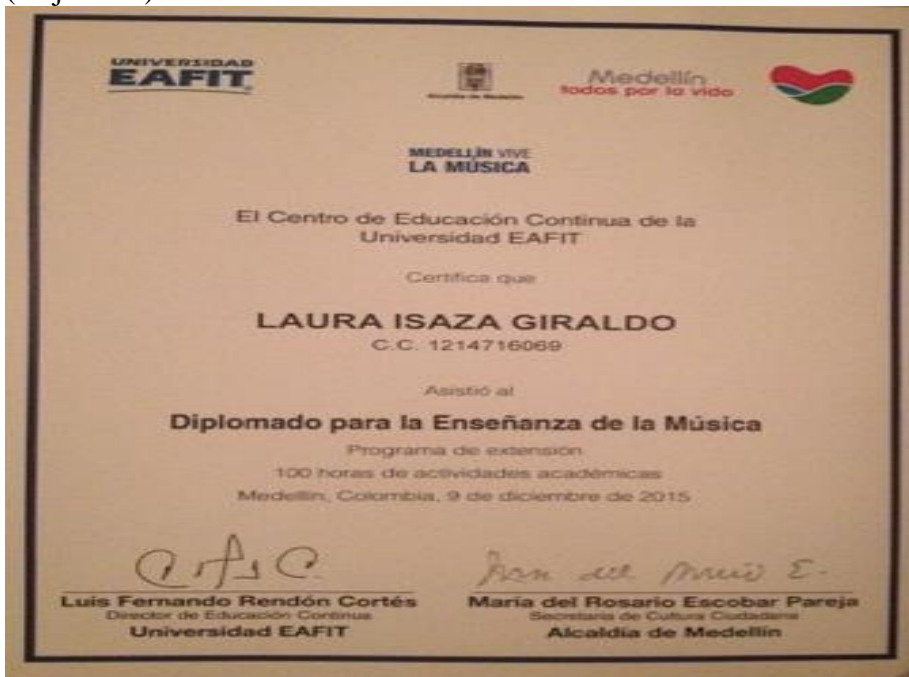 UNIVERSIDAD
EAFIT
Alcaldía de Medellín
Medellín
todos por la vida
MEDELLÍN VIVE
LA MÚSICA
El Centro de Educación Continua de la
Universidad EAFIT
Certifica que
LAURA ISAZA GIRALDO
C.C. 1214716069
Asistió al
Diplomado para la Enseñanza de la Música
Programa de extensión
100 horas de actividades académicas
Medellín, Colombia, 9 de diciembre de 2015
Luis Fernando Rendón Cortés
Director de Educación Continua
Universidad EAFIT
María del Rosario Escobar Pareja
Secretaria de Cultura Ciudadana
Alcaldía de Medellín